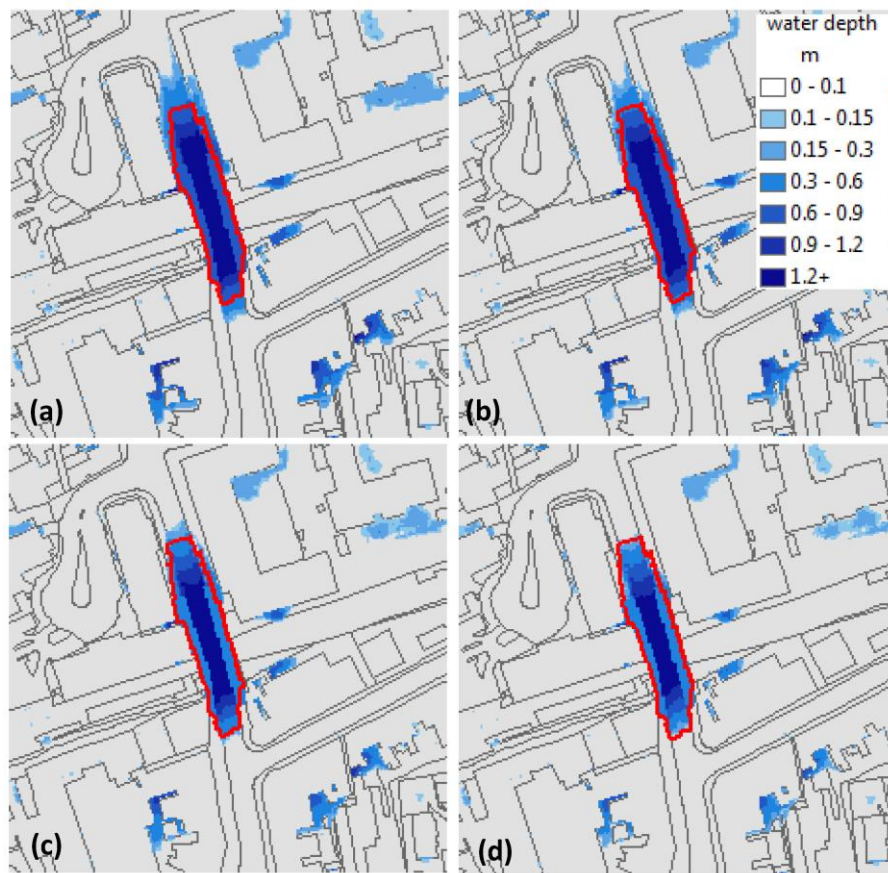 water depth
m
0 - 0.1
0.1 - 0.15
0.15 - 0.3
0.3 - 0.6
0.6 - 0.9
0.9 - 1.2
1.2+
(a)
(b)
(c)
(d)